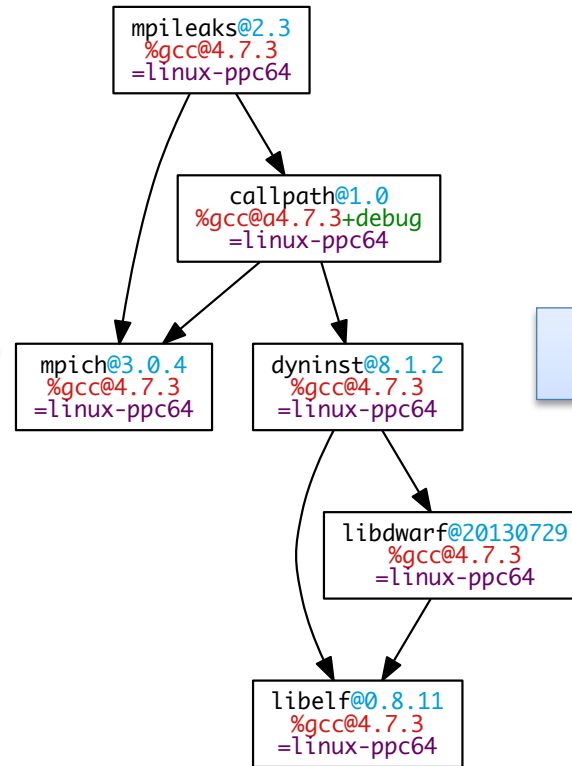 mpileaks@2.3
%gcc@4.7.3
=linux-ppc64
callpath@1.0
%gcc@a4.7.3+debug
=linux-ppc64
mpich@3.0.4
%gcc@4.7.3
=linux-ppc64
dyninst@8.1.2
%gcc@4.7.3
=linux-ppc64
libdwarf@20130729
%gcc@4.7.3
=linux-ppc64
libelf@0.8.11
%gcc@4.7.3
=linux-ppc64